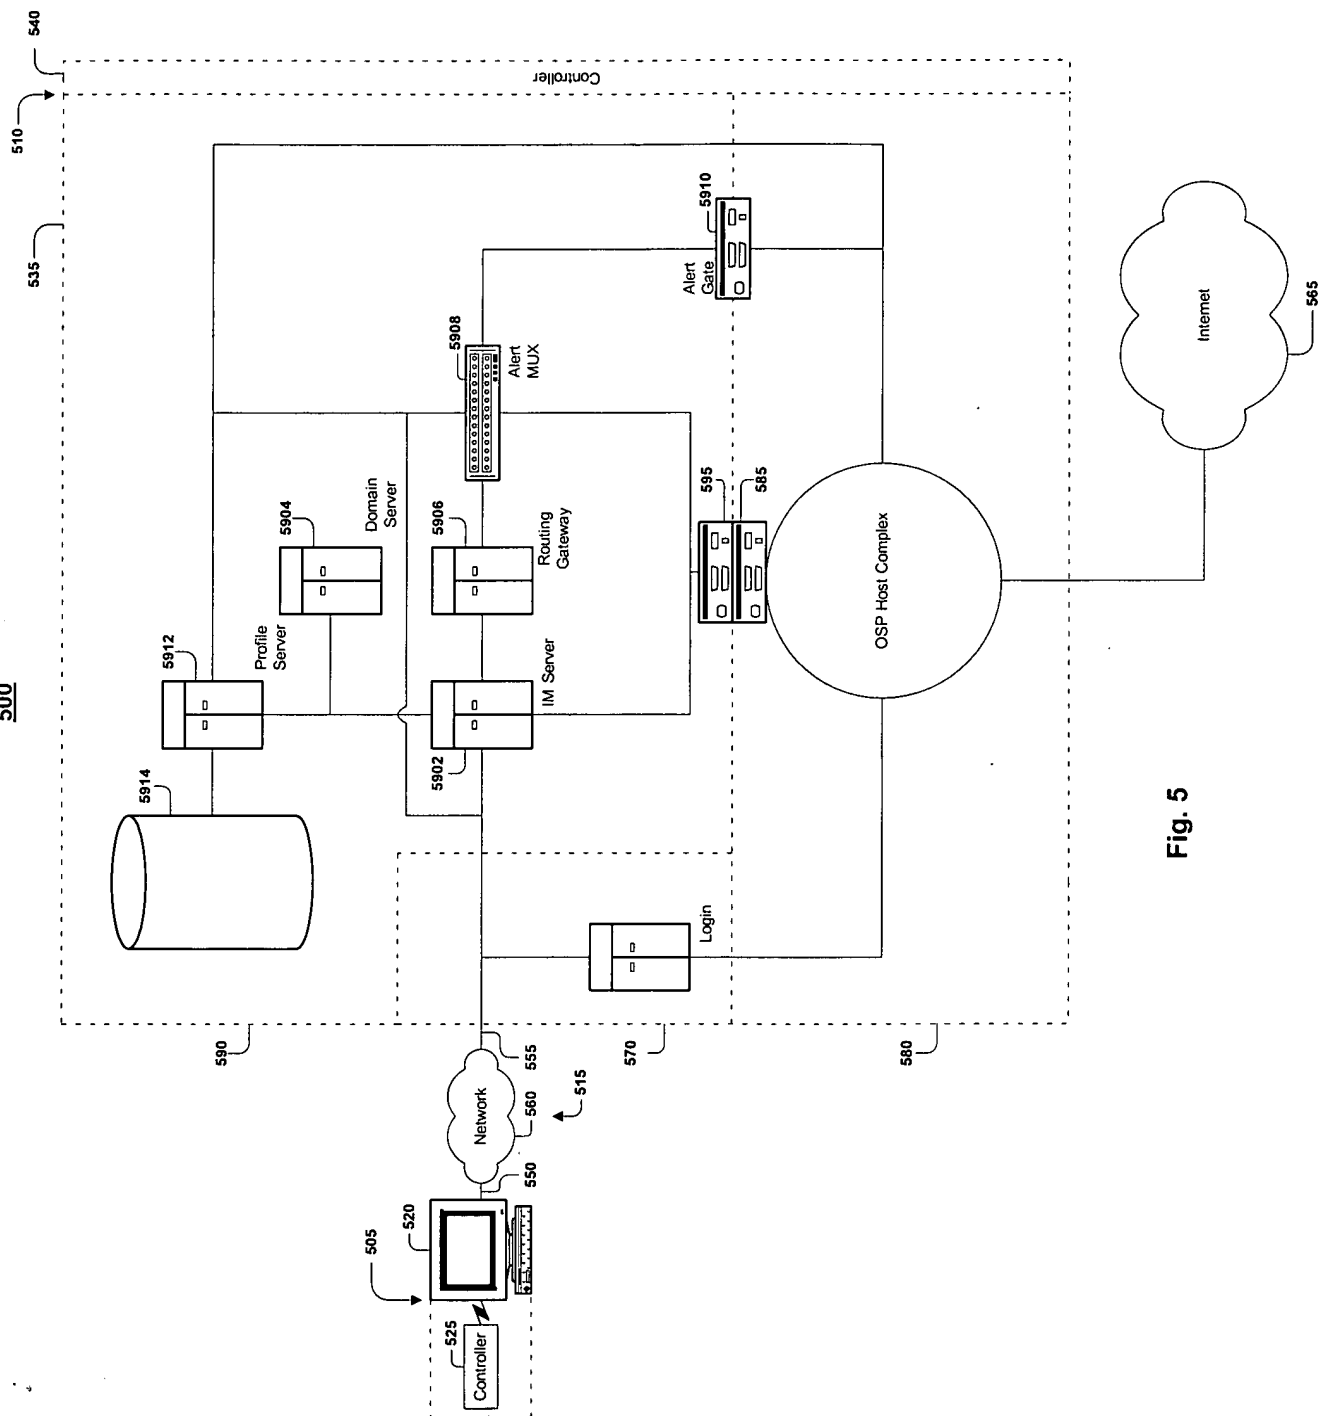 500
510
535
540
5914
5912
590
Profile
Server
5904
Domain
Server
505
520
525
5902
5906
5908
Controller
Network
550
560
555
IM Server
Routing
Gateway
Alert
MUX
515
Controller
570
Login
Alert
Gate
5910
595
585
OSP Host Complex
580
Fig. 5
Internet
565